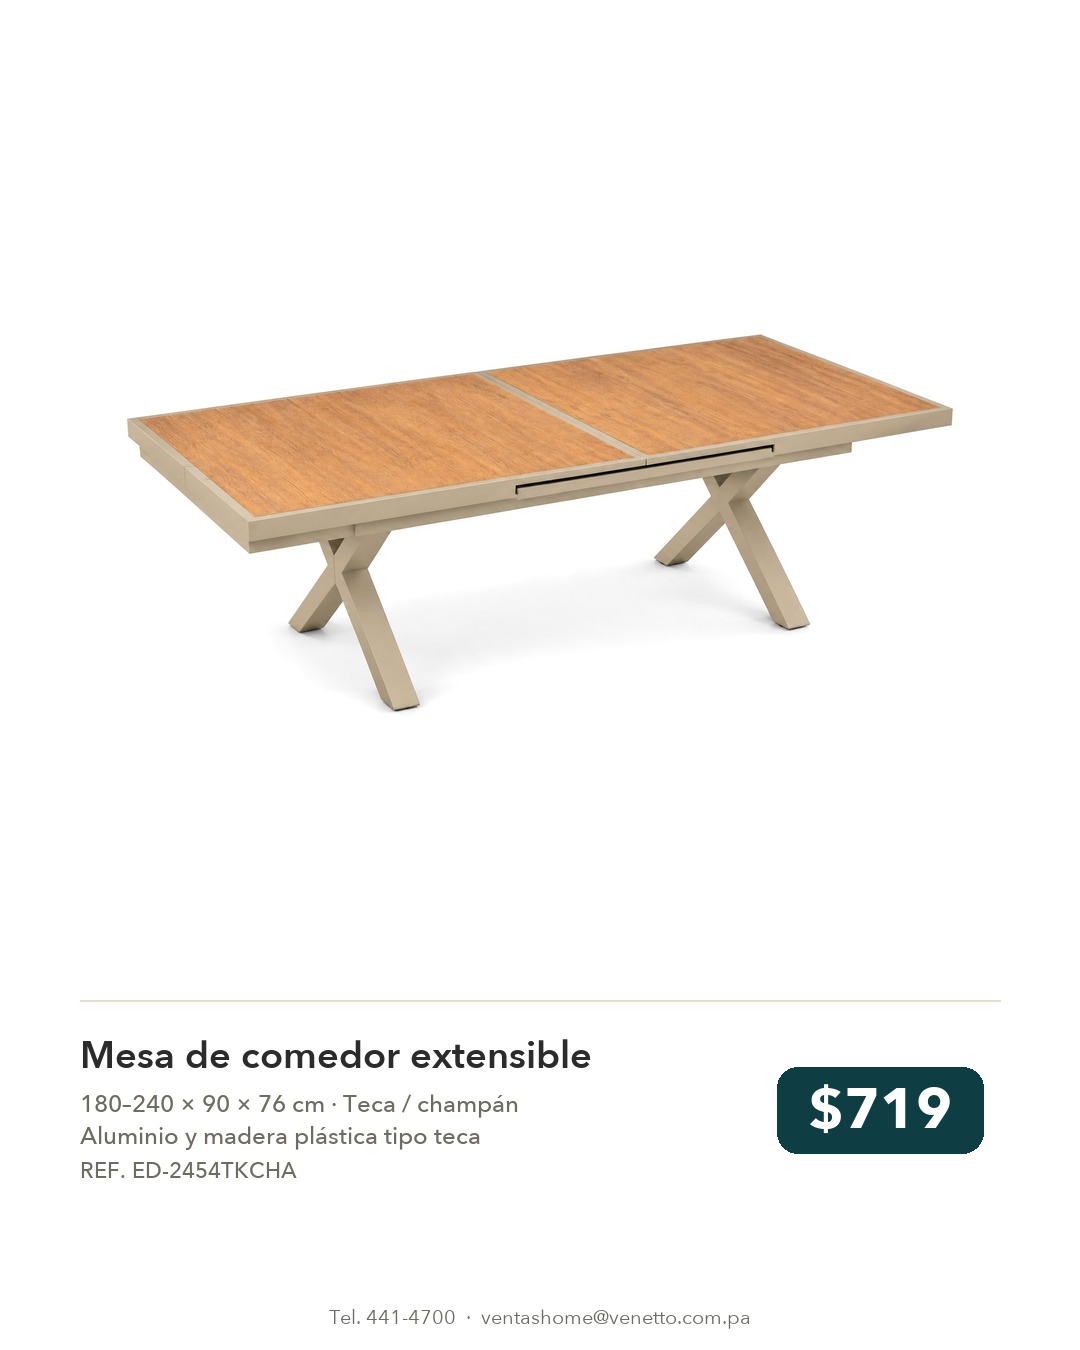 Mesa de comedor extensible
180–240 × 90 × 76 cm · Teca / champán
Aluminio y madera plástica tipo teca
REF. ED-2454TKCHA
$719
Tel. 441-4700 · ventashome@venetto.com.pa